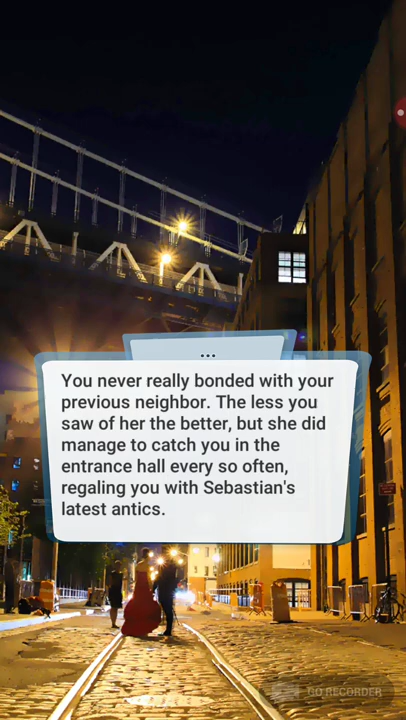 ...
You never really bonded with your
previous neighbor. The less you
saw of her the better, but she did
manage to catch you in the
entrance hall every so often,
regaling you with Sebastian's
latest antics.
GO RECORDER